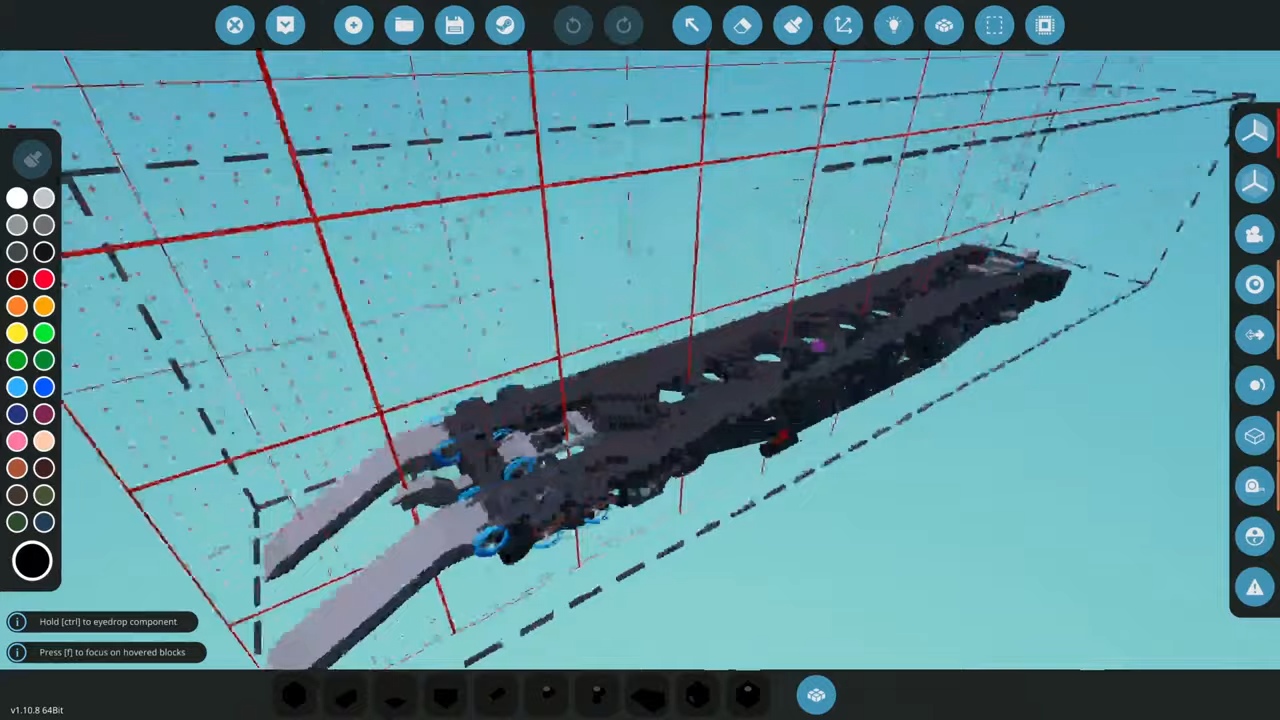 Hold [ctrl] to eyedrop component
Press [f] to focus on hovered blocks
v1.10.8 64Bit